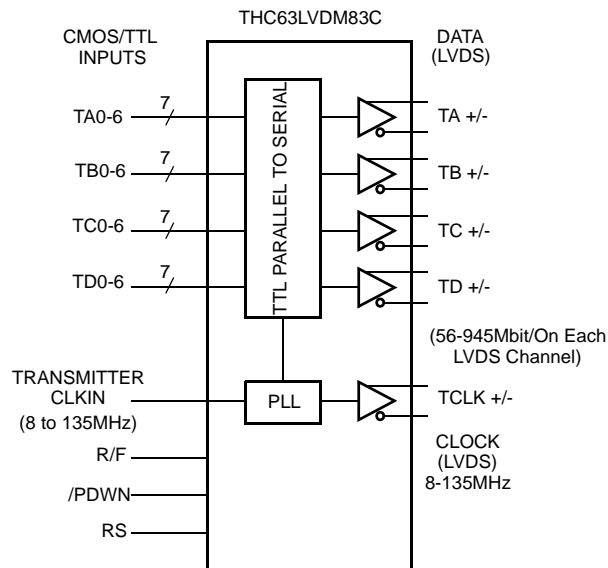 THC63LVDM83C
CMOS/TTL
INPUTS
DATA
(LVDS)
TA0-6
7
TA +/-
TB0-6
7
TB +/-
TC0-6
7
TC +/-
TD0-6
7
TD +/-
TTL PARALLEL TO SERIAL
(56-945Mbit/On Each
LVDS Channel)
TRANSMITTER
CLKIN
(8 to 135MHz)
PLL
TCLK +/-
CLOCK
(LVDS)
8-135MHz
R/F
/PDWN
RS